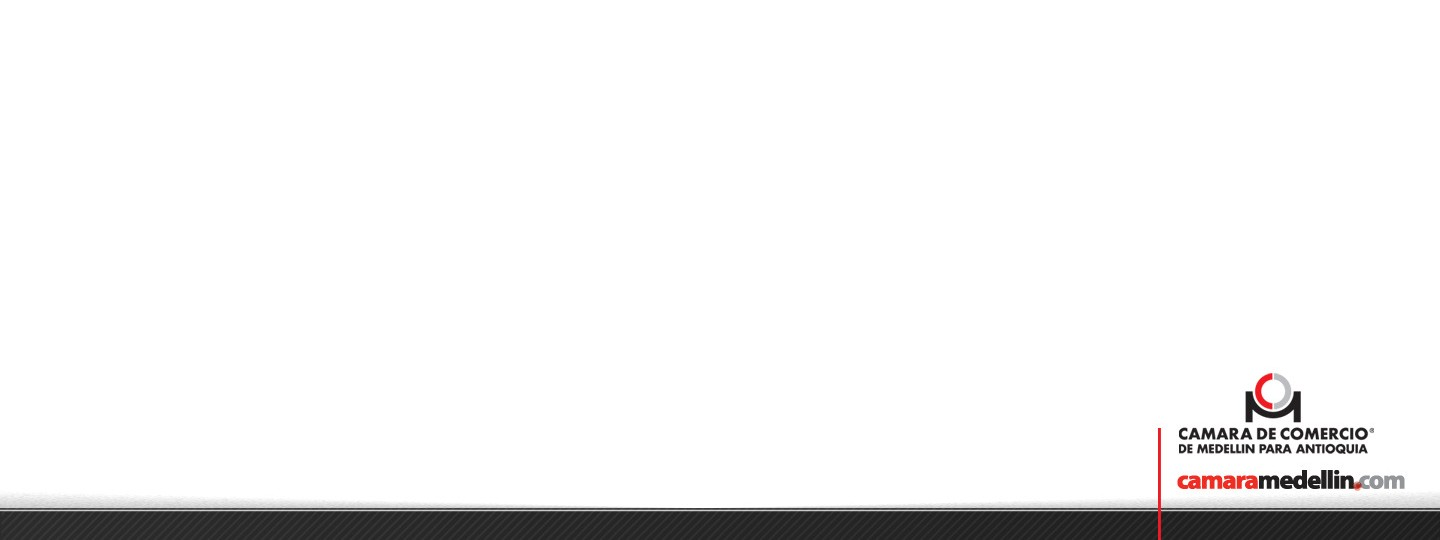 CAMARA DE COMERCIO®
DE MEDELLIN PARA ANTIOQUIA
camaramedellin.com